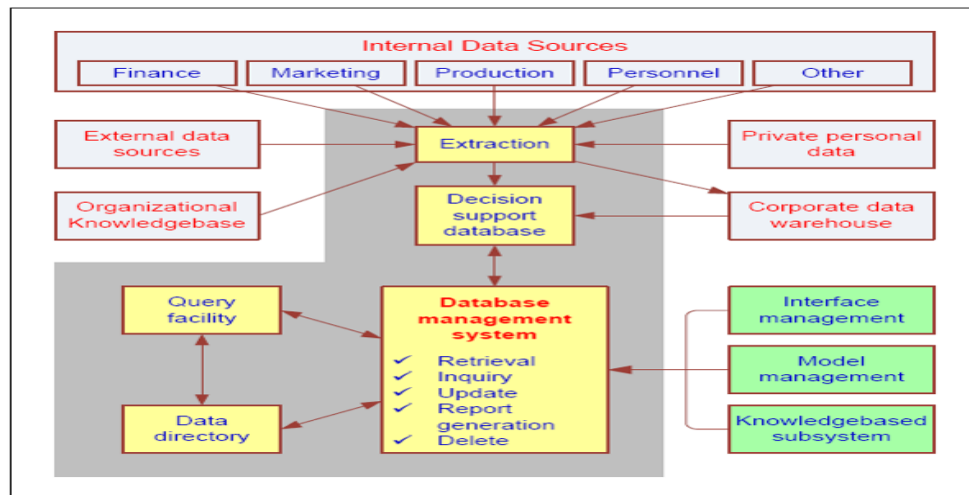 Internal Data Sources
Finance
Marketing
Production
Personnel
Other
External data
sources
Extraction
Private personal
data
Organizational
Knowledgebase
Decision
support
database
Corporate data
warehouse
Query
facility
Database
management
system
✓ Retrieval
✓ Inquiry
✓ Update
✓ Report
generation
✓ Delete
Data
directory
Interface
management
Model
management
Knowledgebased
subsystem